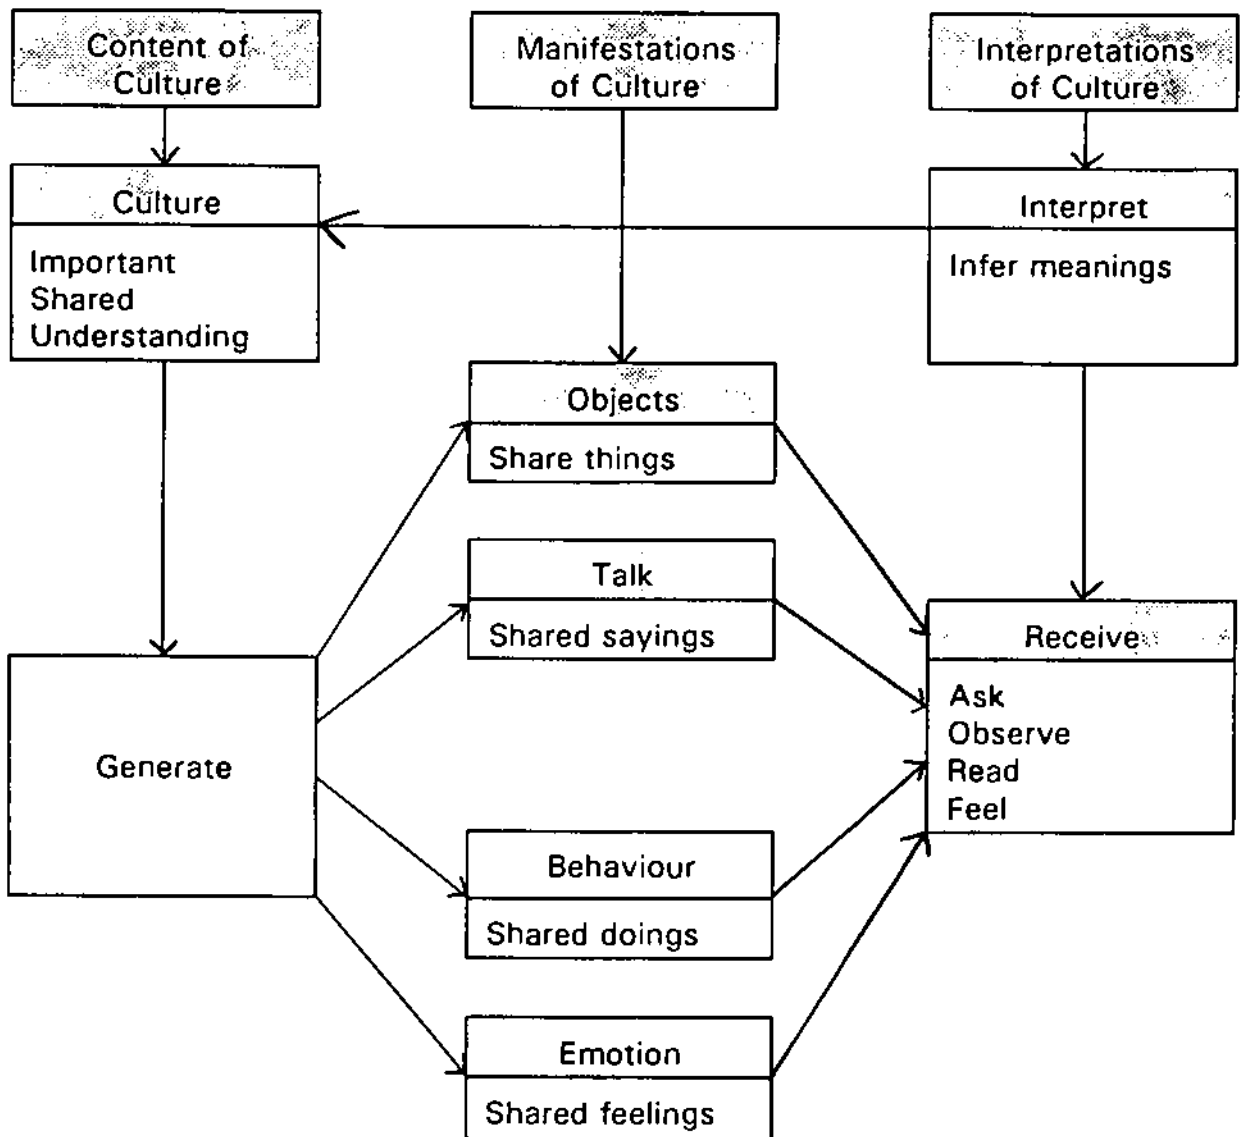 Content of
Culture
Manifestations
of Culture
Interpretations
of Culture
Culture
Important
Shared
Understanding
Interpret
Infer meanings
Objects
Share things
Talk
Shared sayings
Receive
Ask
Observe
Read
Feel
Generate
Behaviour
Shared doings
Emotion
Shared feelings